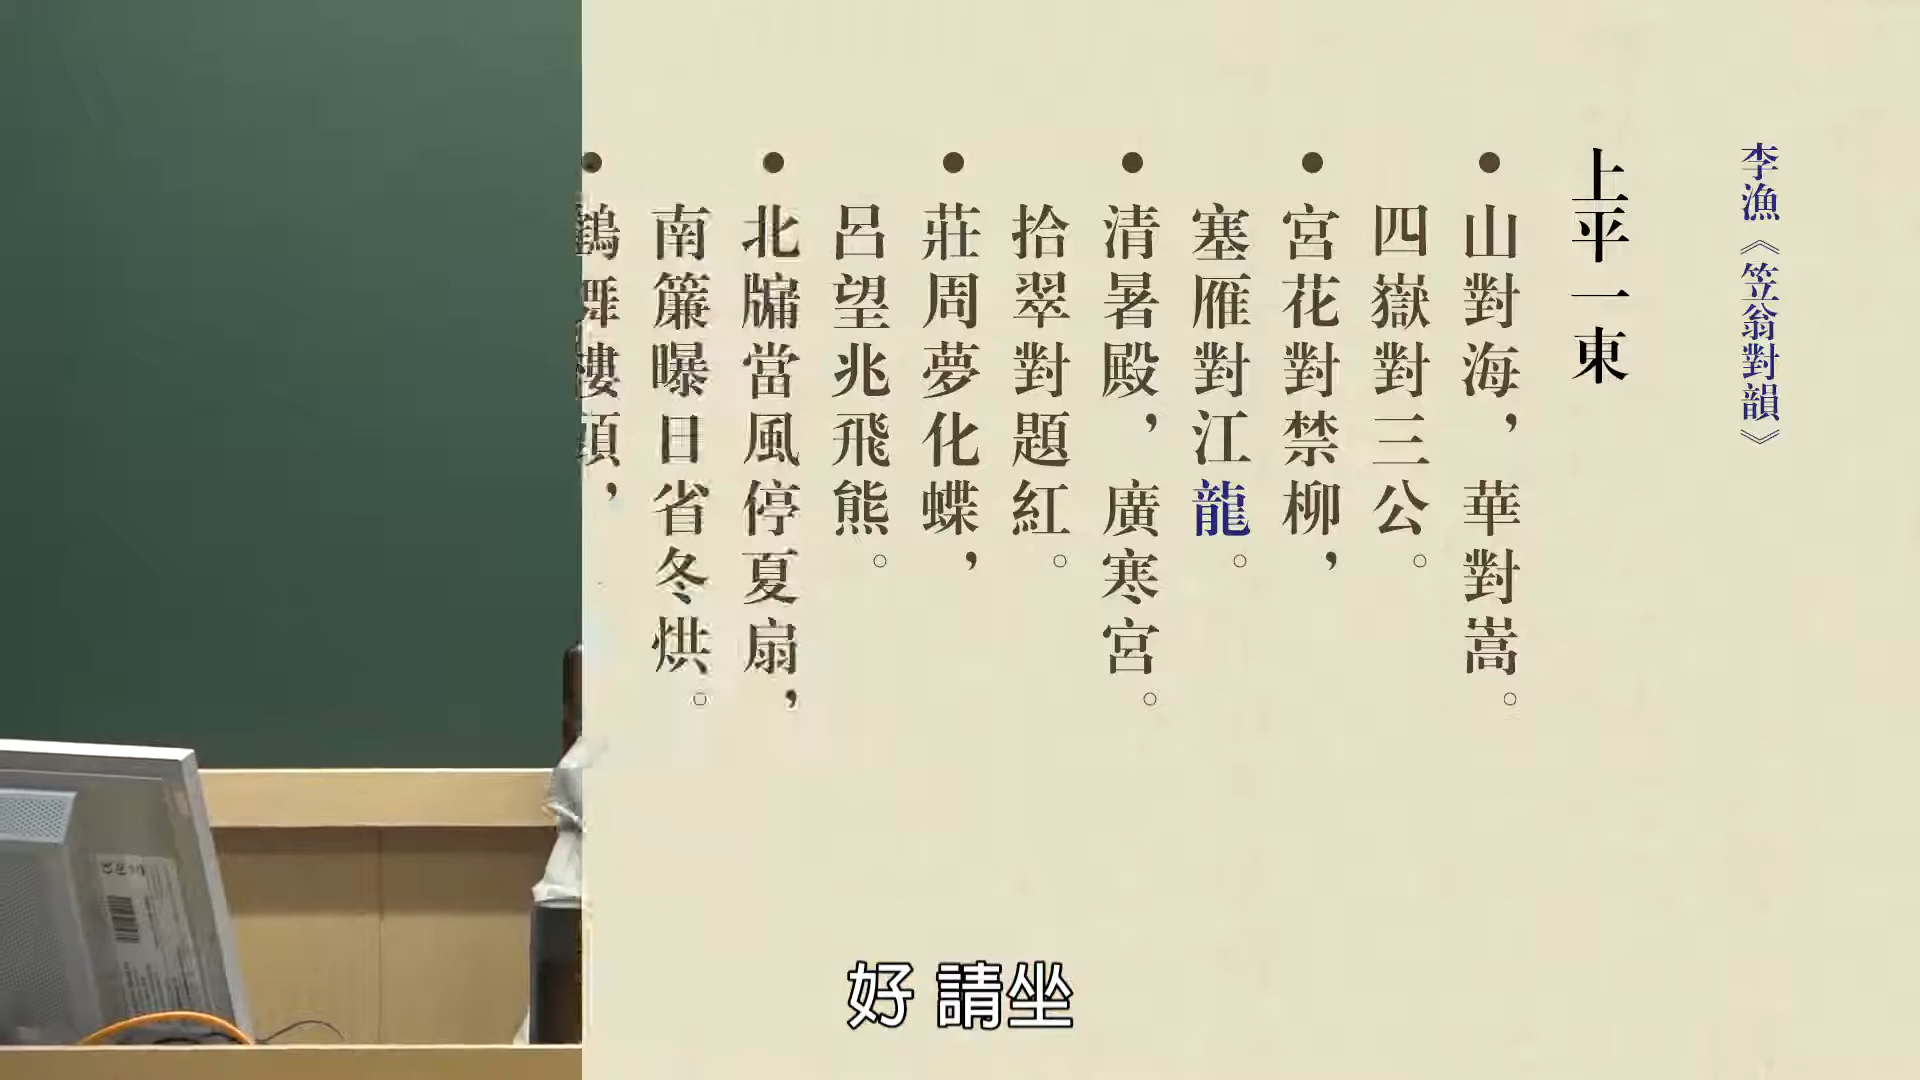 李漁《笠翁對韻》
上平一東
• 山對海，華對嵩。
四嶽對三公。
• 宮花對禁柳，
塞雁對江龍。
• 清暑殿，廣寒宮。
拾翠對題紅。
• 莊周夢化蝶，
呂望兆飛熊。
• 北牖當風停夏扇，
南簾曝日省冬烘。
• 鶴舞樓頭，
好 請坐